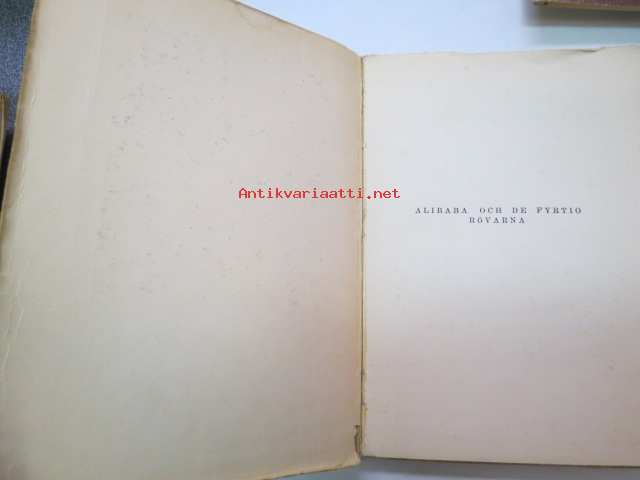 Antikvariaatti.net
ALIBABA OCH DE FYRTIO
RÖVARNA